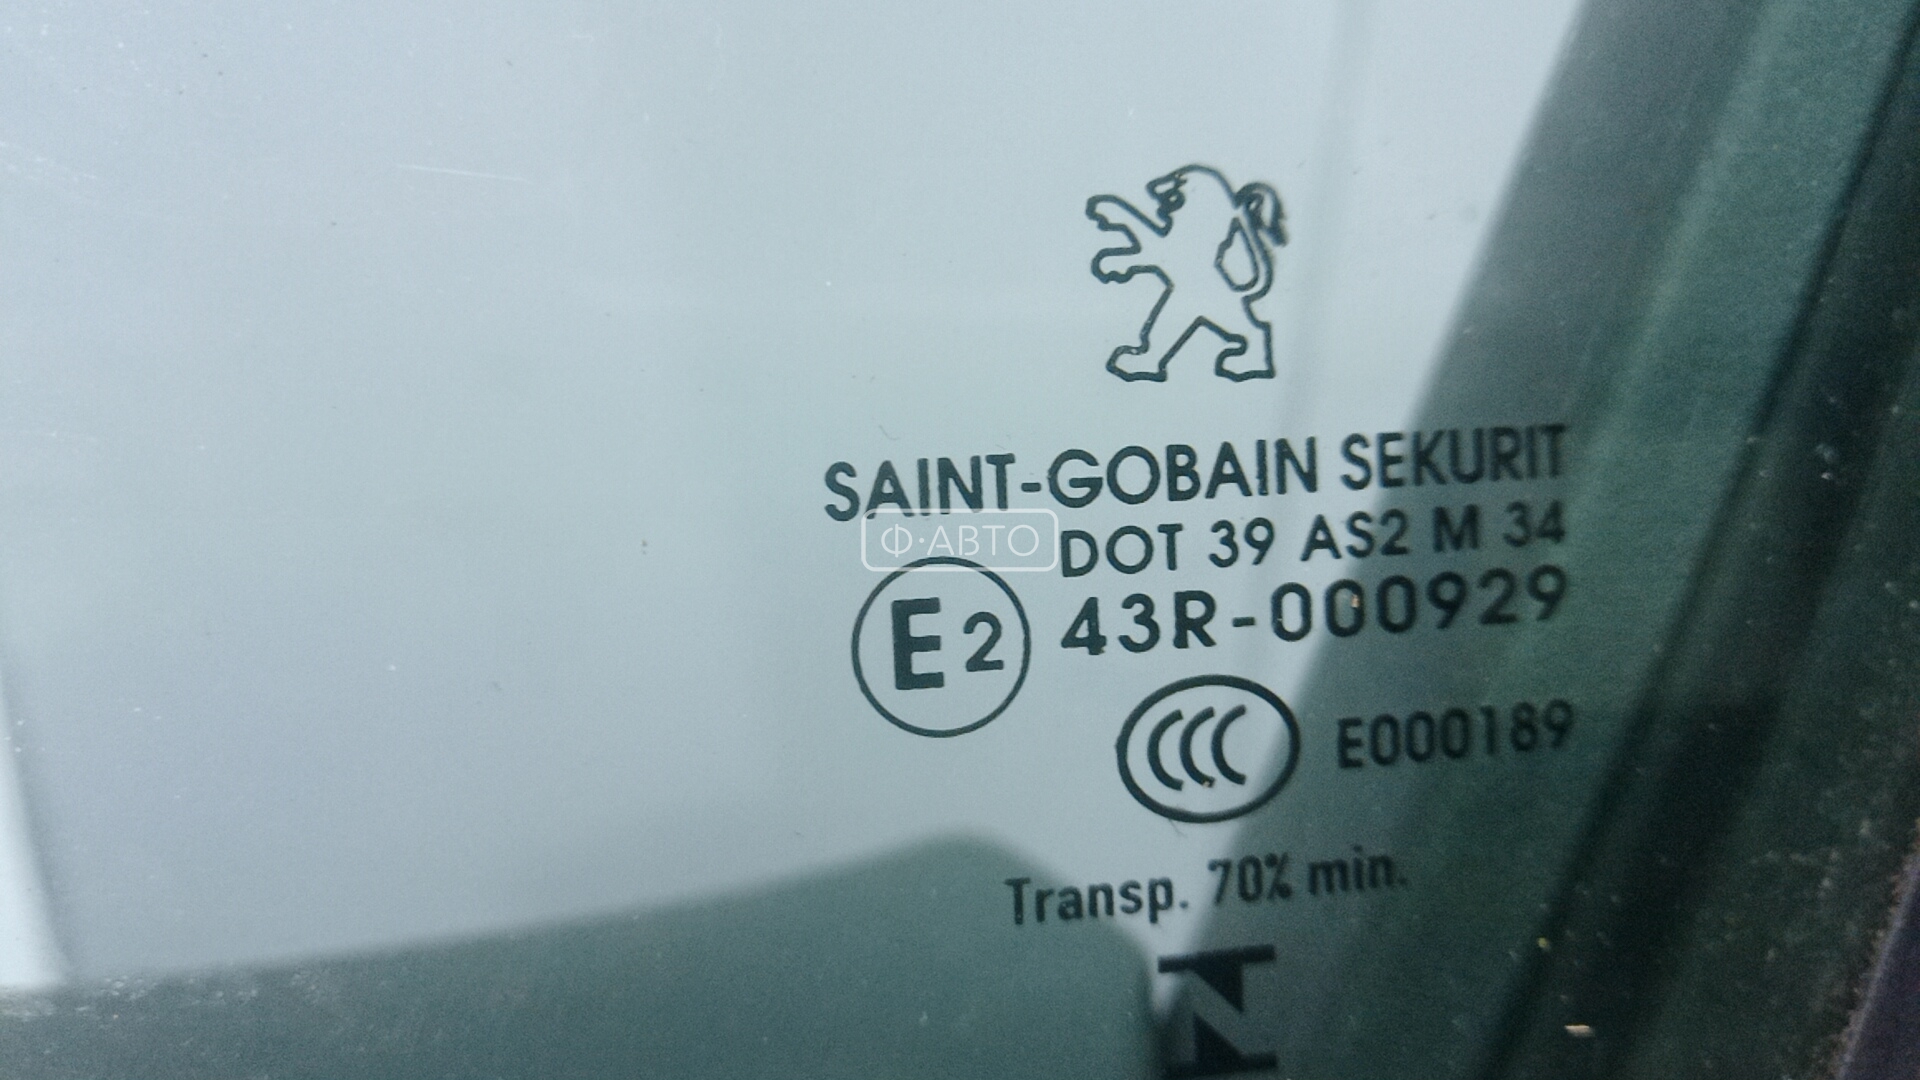 SAINT-GOBAIN SEKURIT
Ф·АВТО
DOT 39 AS2 M 34
E2 43R-000929
CCC E000189
Transp. 70% min.